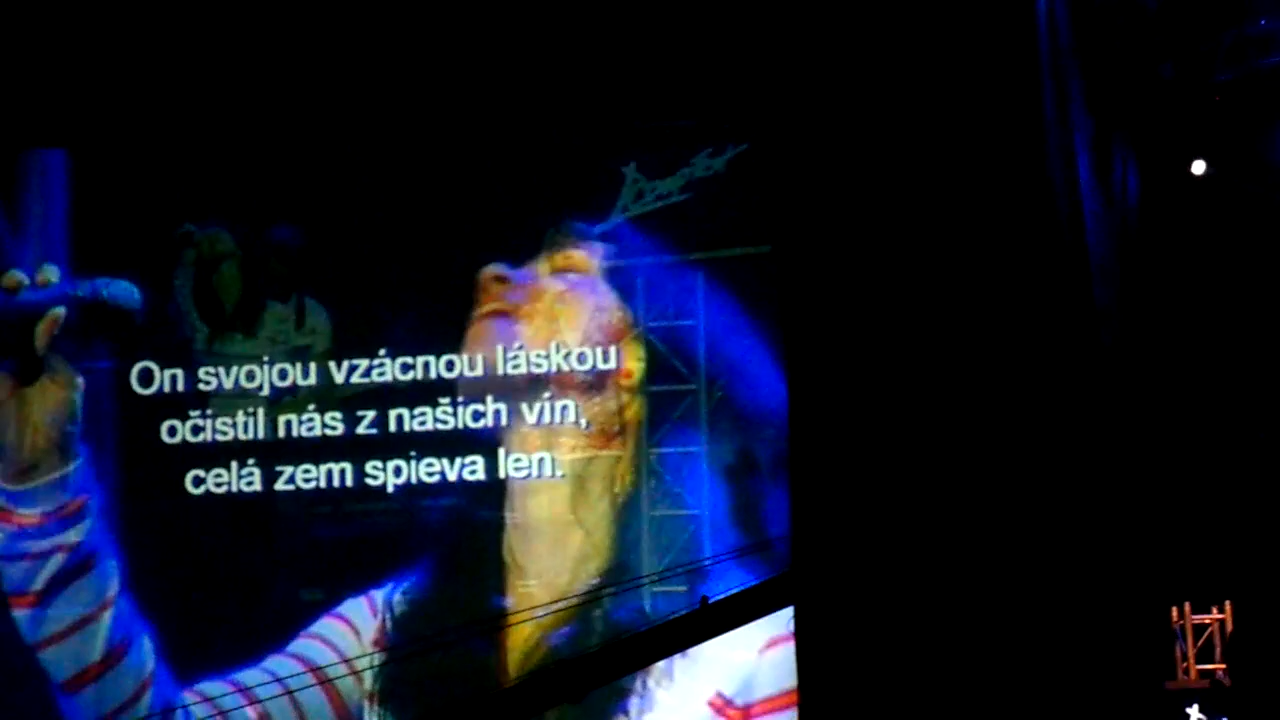 On svojou vzácnou láskou
očistil nás z našich vín,
celá zem spieva len.